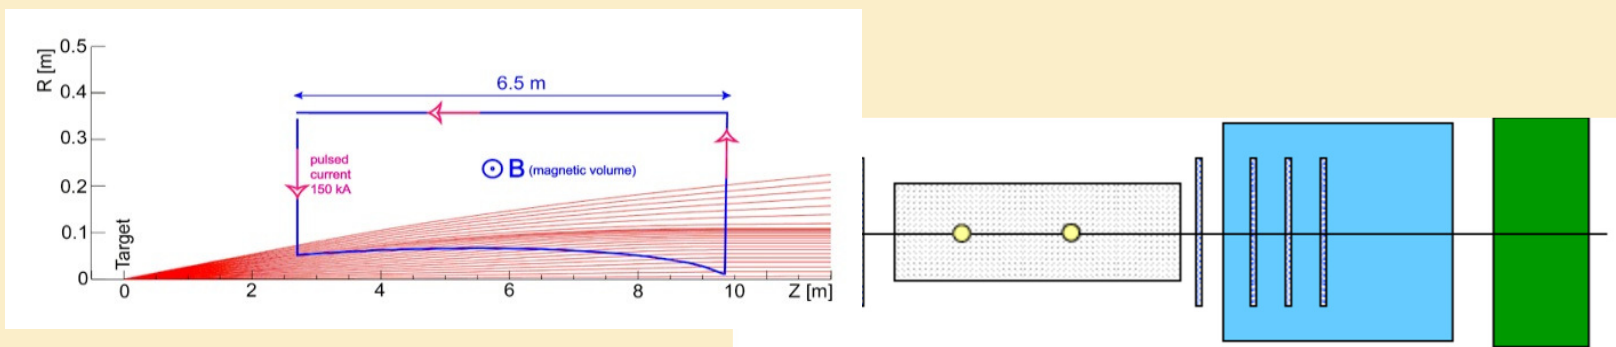 0.5
R [m]
0.4
6.5 m
0.3
pulsed
current
150 kA
B (magnetic volume)
0.2
0.1
Target
0
0 2 4 6 8 10 Z [m]